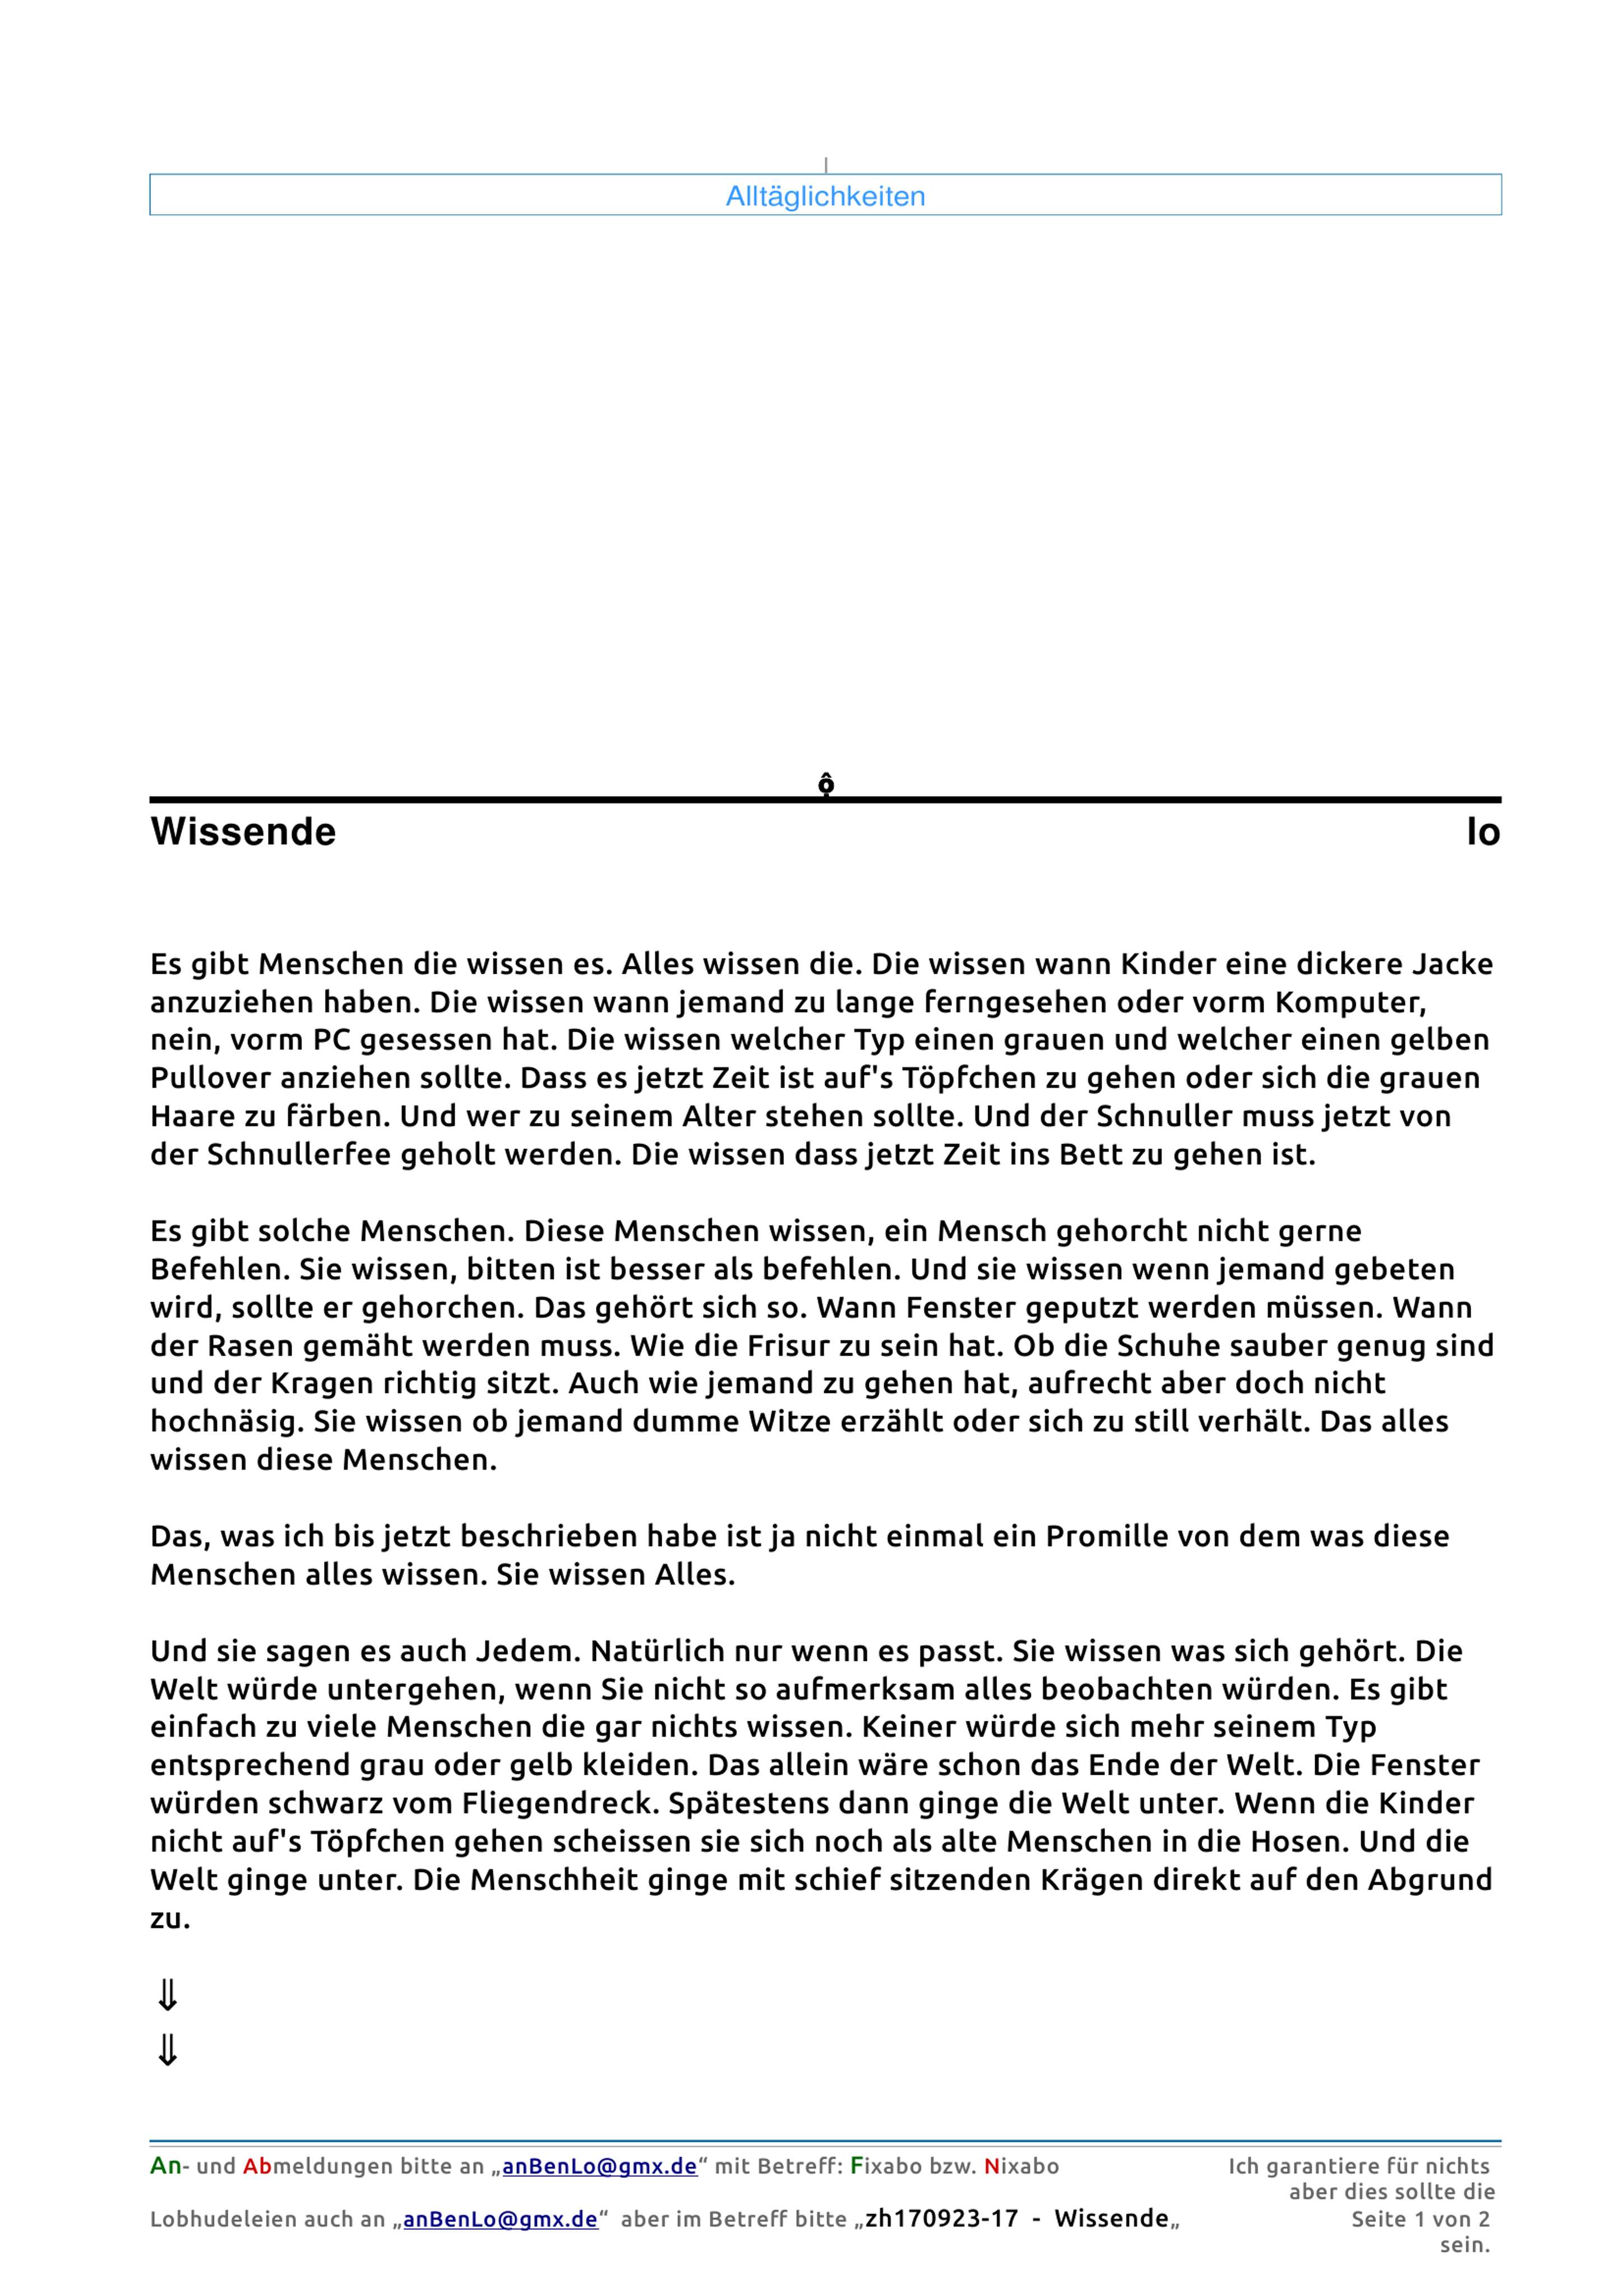 Alltäglichkeiten
ộ
Wissende lo
Es gibt Menschen die wissen es. Alles wissen die. Die wissen wann Kinder eine dickere Jacke
anzuziehen haben. Die wissen wann jemand zu lange ferngesehen oder vorm Komputer,
nein, vorm PC gesessen hat. Die wissen welcher Typ einen grauen und welcher einen gelben
Pullover anziehen sollte. Dass es jetzt Zeit ist auf's Töpfchen zu gehen oder sich die grauen
Haare zu färben. Und wer zu seinem Alter stehen sollte. Und der Schnuller muss jetzt von
der Schnullerfee geholt werden. Die wissen dass jetzt Zeit ins Bett zu gehen ist.
Es gibt solche Menschen. Diese Menschen wissen, ein Mensch gehorcht nicht gerne
Befehlen. Sie wissen, bitten ist besser als befehlen. Und sie wissen wenn jemand gebeten
wird, sollte er gehorchen. Das gehört sich so. Wann Fenster geputzt werden müssen. Wann
der Rasen gemäht werden muss. Wie die Frisur zu sein hat. Ob die Schuhe sauber genug sind
und der Kragen richtig sitzt. Auch wie jemand zu gehen hat, aufrecht aber doch nicht
hochnäsig. Sie wissen ob jemand dumme Witze erzählt oder sich zu still verhält. Das alles
wissen diese Menschen.
Das, was ich bis jetzt beschrieben habe ist ja nicht einmal ein Promille von dem was diese
Menschen alles wissen. Sie wissen Alles.
Und sie sagen es auch Jedem. Natürlich nur wenn es passt. Sie wissen was sich gehört. Die
Welt würde untergehen, wenn Sie nicht so aufmerksam alles beobachten würden. Es gibt
einfach zu viele Menschen die gar nichts wissen. Keiner würde sich mehr seinem Typ
entsprechend grau oder gelb kleiden. Das allein wäre schon das Ende der Welt. Die Fenster
würden schwarz vom Fliegendreck. Spätestens dann ginge die Welt unter. Wenn die Kinder
nicht auf's Töpfchen gehen scheissen sie sich noch als alte Menschen in die Hosen. Und die
Welt ginge unter. Die Menschheit ginge mit schief sitzenden Krägen direkt auf den Abgrund
zu.
⇓
⇓
An- und Abmeldungen bitte an „anBenLo@gmx.de“ mit Betreff: Fixabo bzw. Nixabo Ich garantiere für nichts
aber dies sollte die
Lobhudeleien auch an „anBenLo@gmx.de“ aber im Betreff bitte „zh170923-17 - Wissende„ Seite 1 von 2
sein.